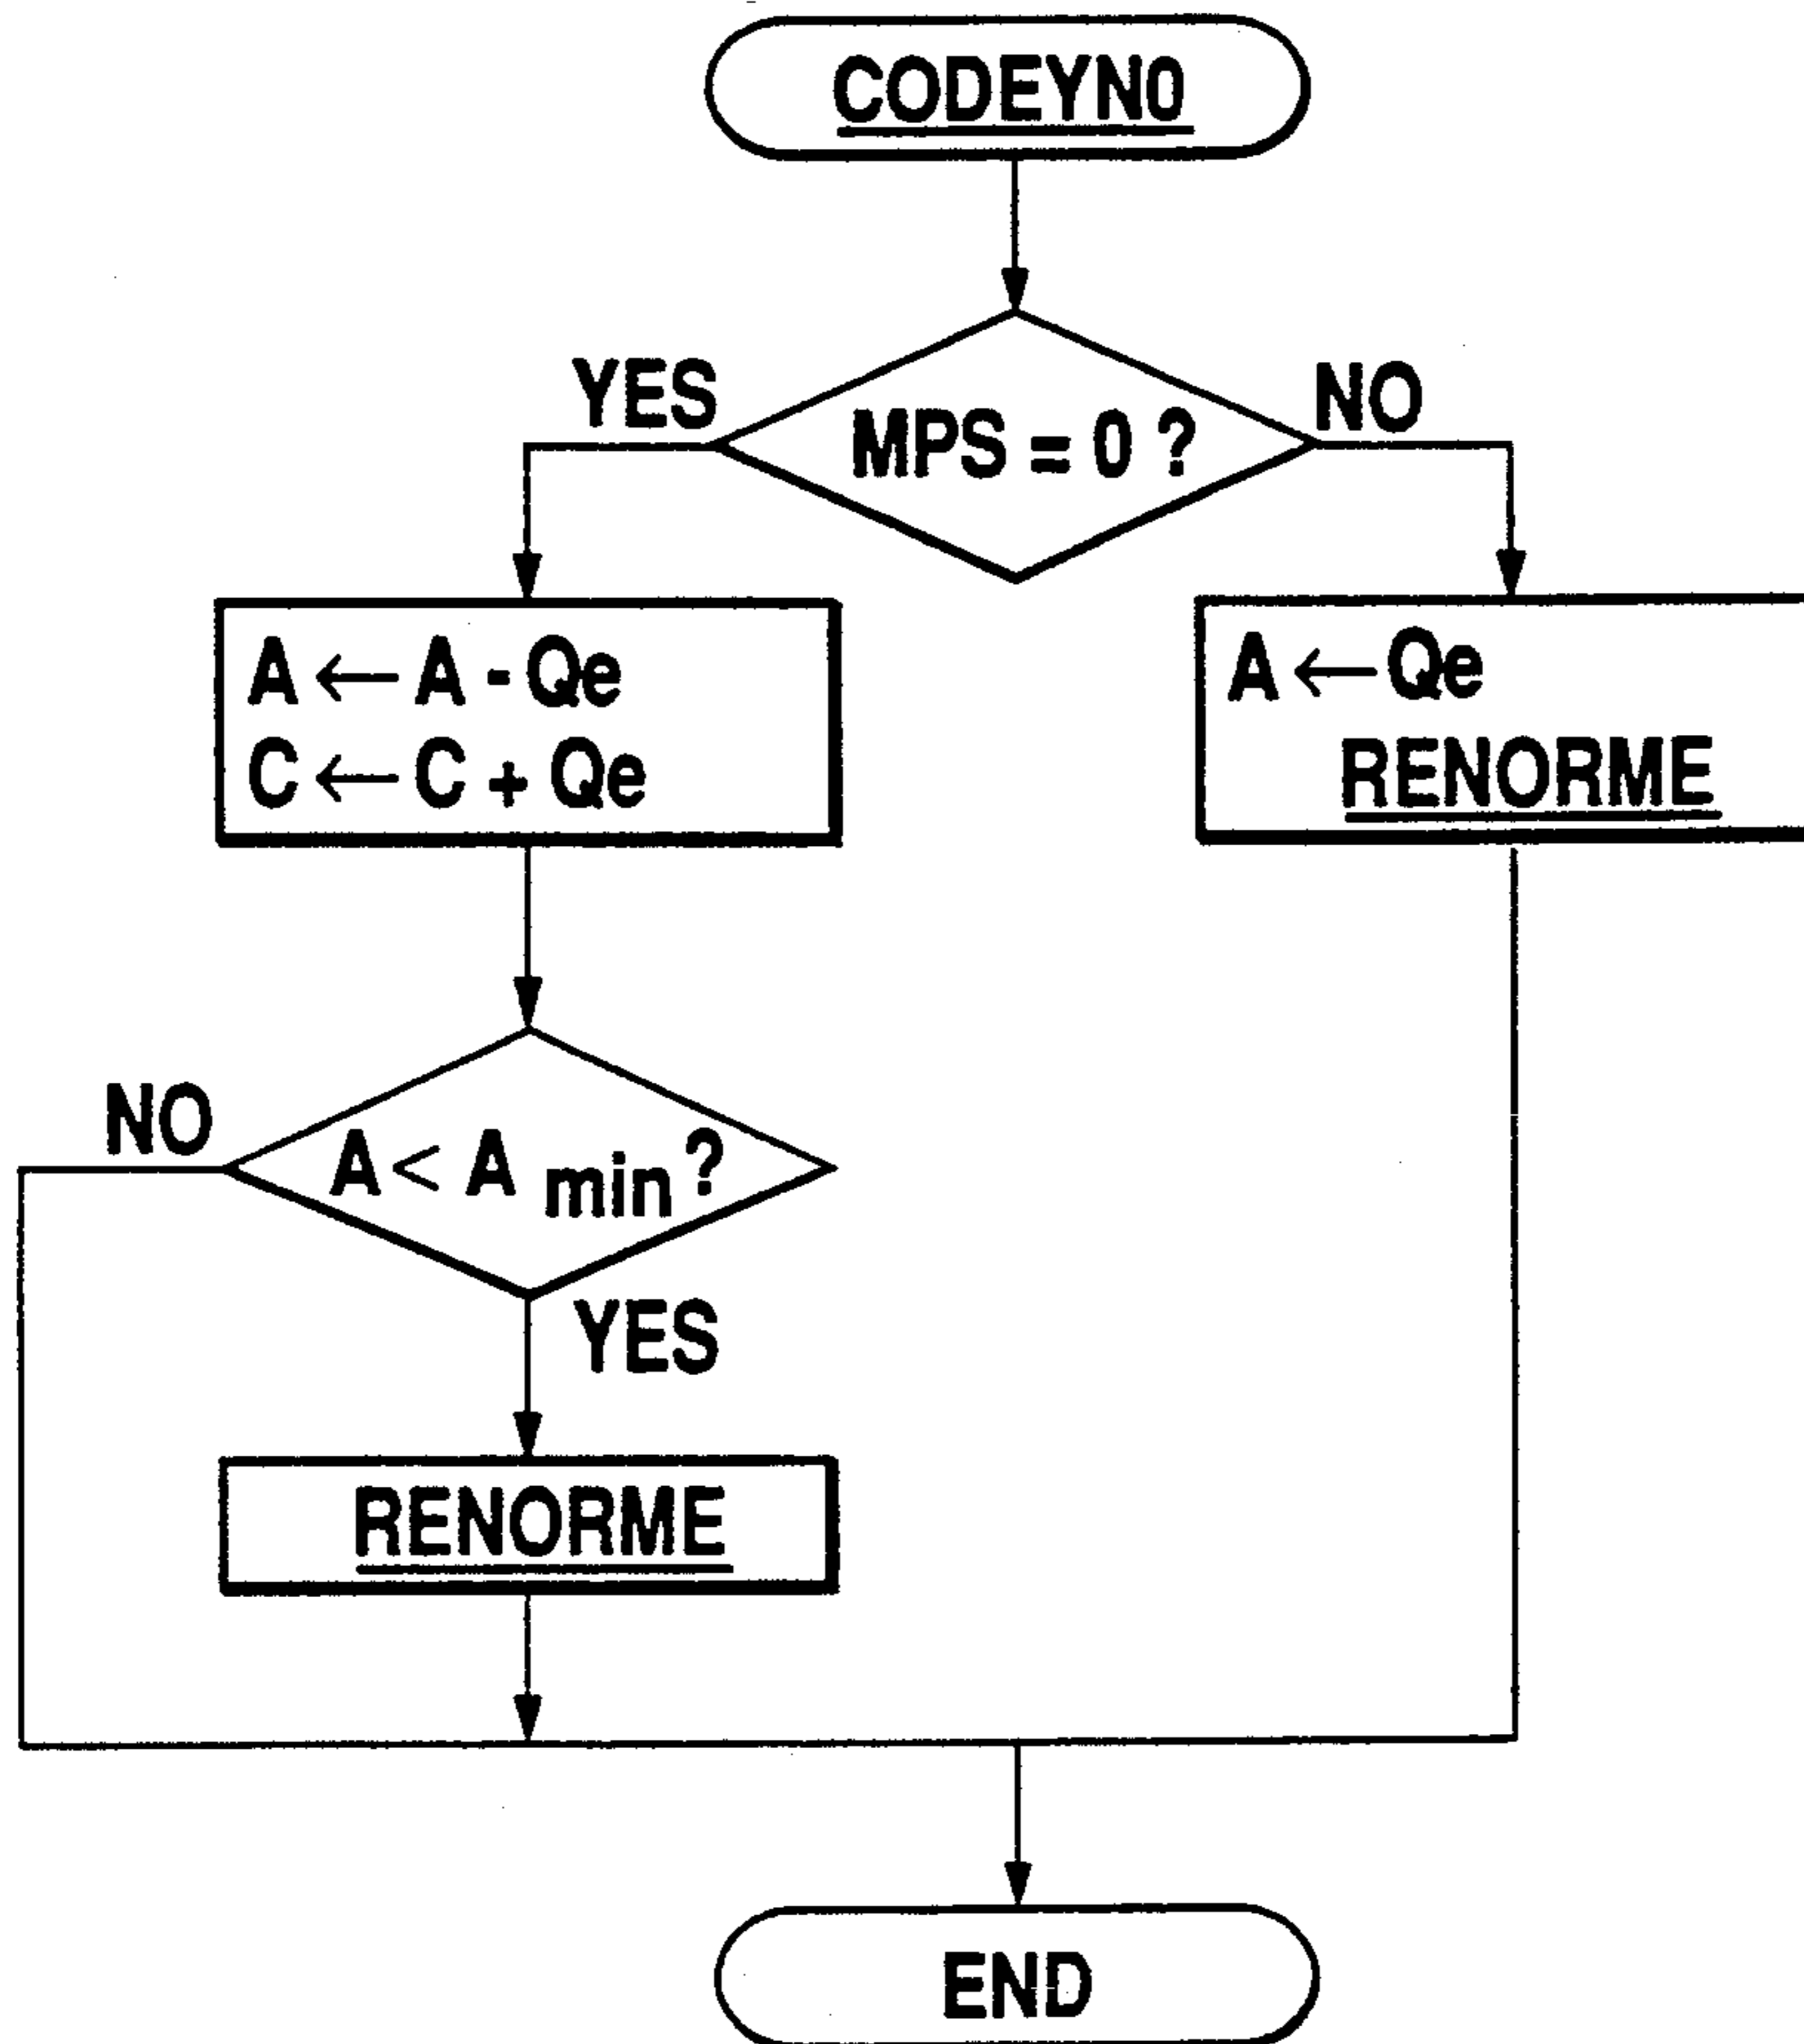 CODEYN0
YES
NO
MPS = 0 ?
A ← A - Qe
C ← C + Qe
A ← Qe
RENORME
NO
A < A min ?
YES
RENORME
END